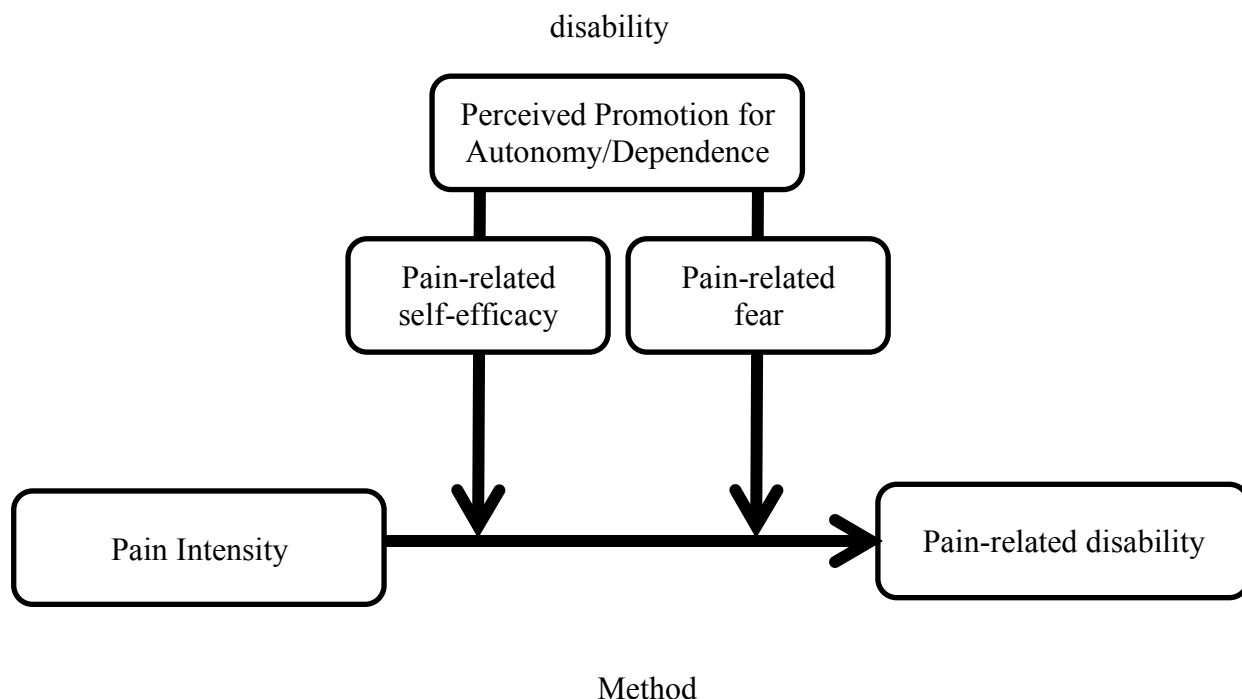 disability
Perceived Promotion for
Autonomy/Dependence
Pain-related
self-efficacy
Pain-related
fear
Pain Intensity
Pain-related disability
Method